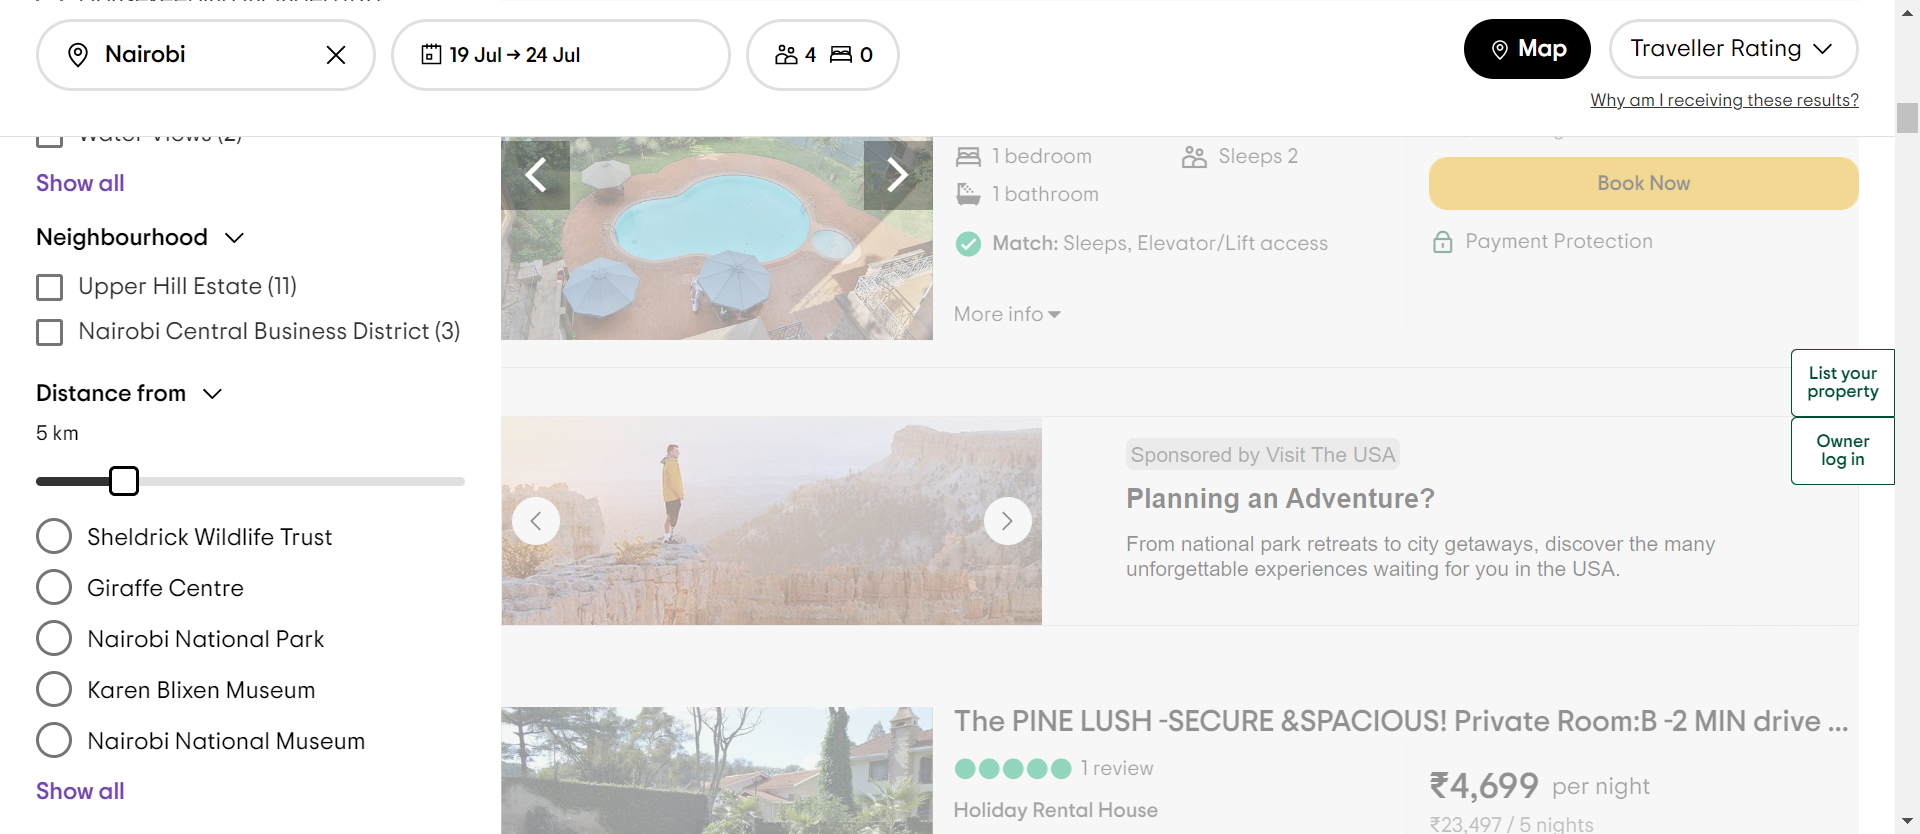 Nairobi
19 Jul → 24 Jul
4 0
Map
Traveller Rating
Why am I receiving these results?
Water Views (2)
Show all
Neighbourhood
Upper Hill Estate (11)
Nairobi Central Business District (3)
Distance from
5 km
Sheldrick Wildlife Trust
Giraffe Centre
Nairobi National Park
Karen Blixen Museum
Nairobi National Museum
Show all
1 bedroom
Sleeps 2
1 bathroom
Match: Sleeps, Elevator/Lift access
More info
Book Now
Payment Protection
List your
property
Owner
log in
Sponsored by Visit The USA
Planning an Adventure?
From national park retreats to city getaways, discover the many
unforgettable experiences waiting for you in the USA.
The PINE LUSH -SECURE &SPACIOUS! Private Room:B -2 MIN drive ...
1 review
Holiday Rental House
₹4,699 per night
₹23,497 / 5 nights